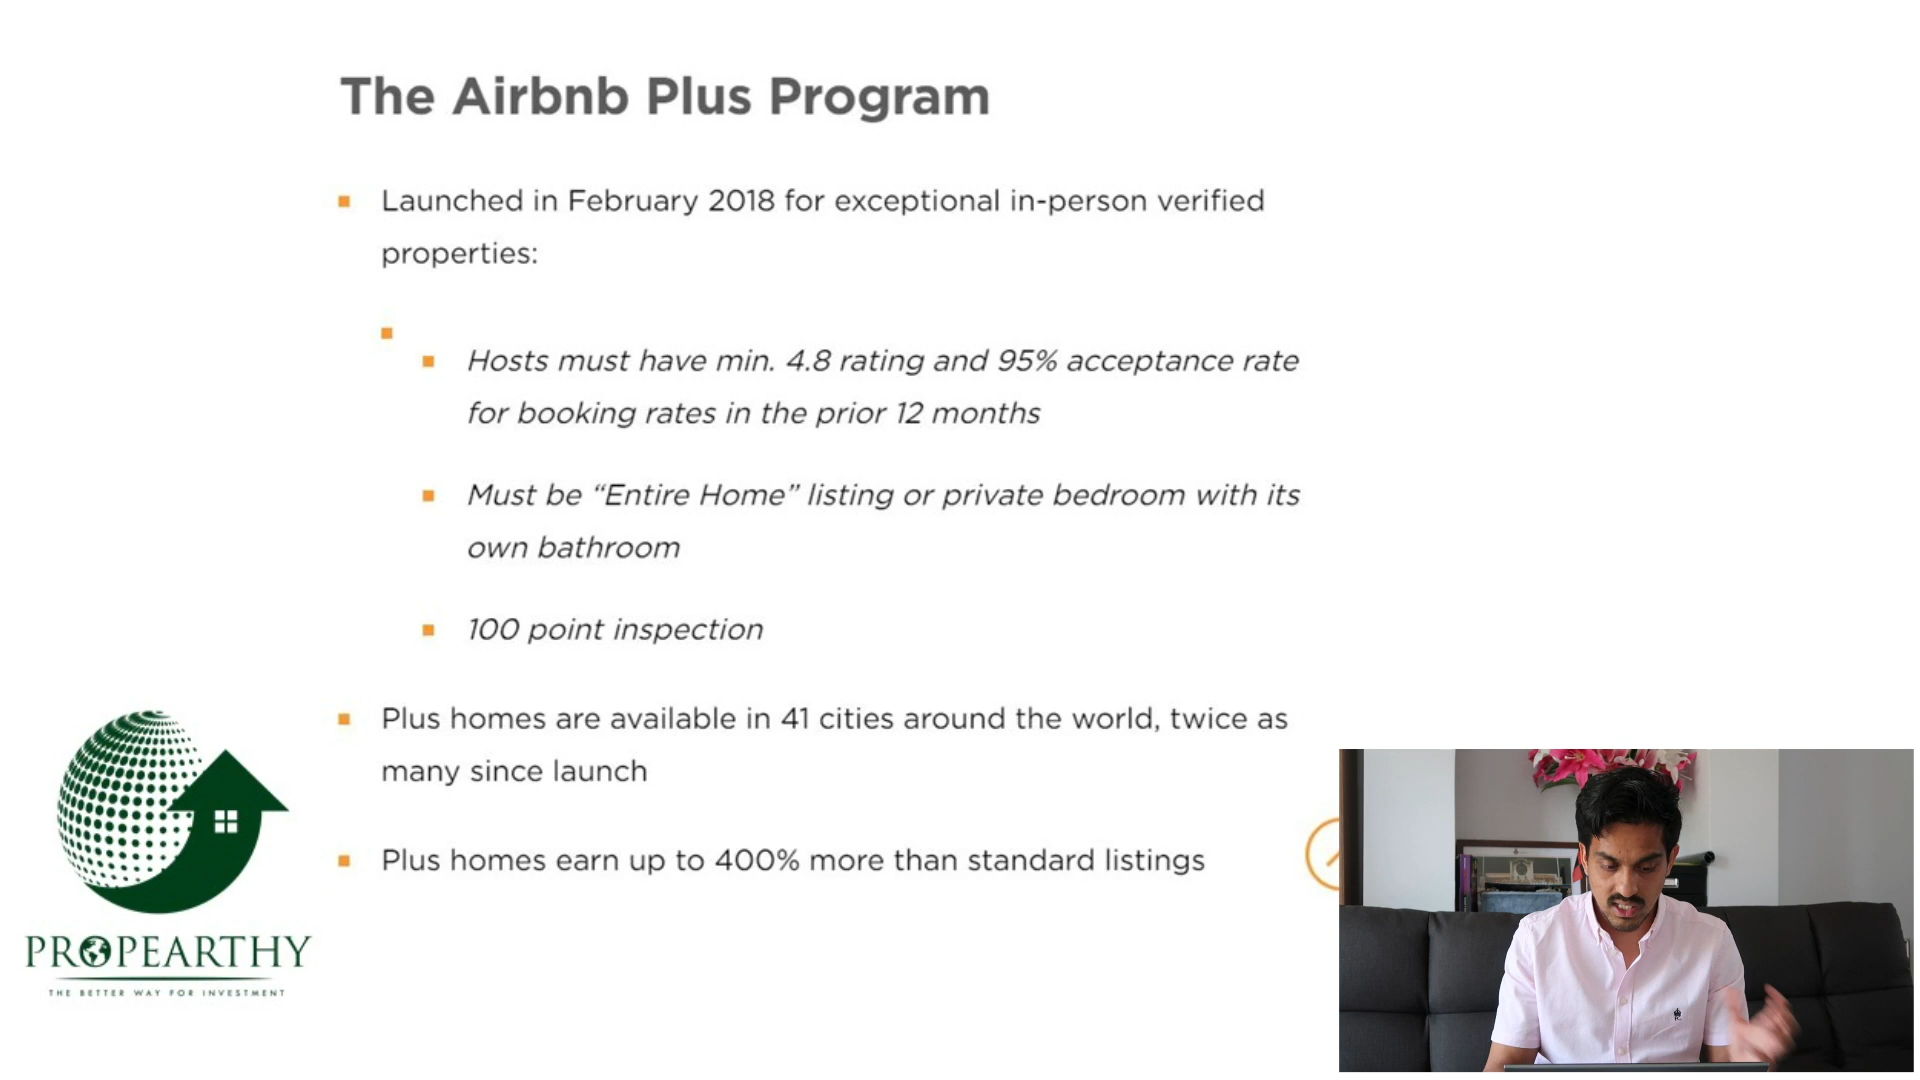 The Airbnb Plus Program
Launched in February 2018 for exceptional in-person verified
properties:
Hosts must have min. 4.8 rating and 95% acceptance rate
for booking rates in the prior 12 months
Must be “Entire Home” listing or private bedroom with its
own bathroom
100 point inspection
Plus homes are available in 41 cities around the world, twice as
many since launch
Plus homes earn up to 400% more than standard listings
PROPEARTHY
THE BETTER WAY FOR INVESTMENT